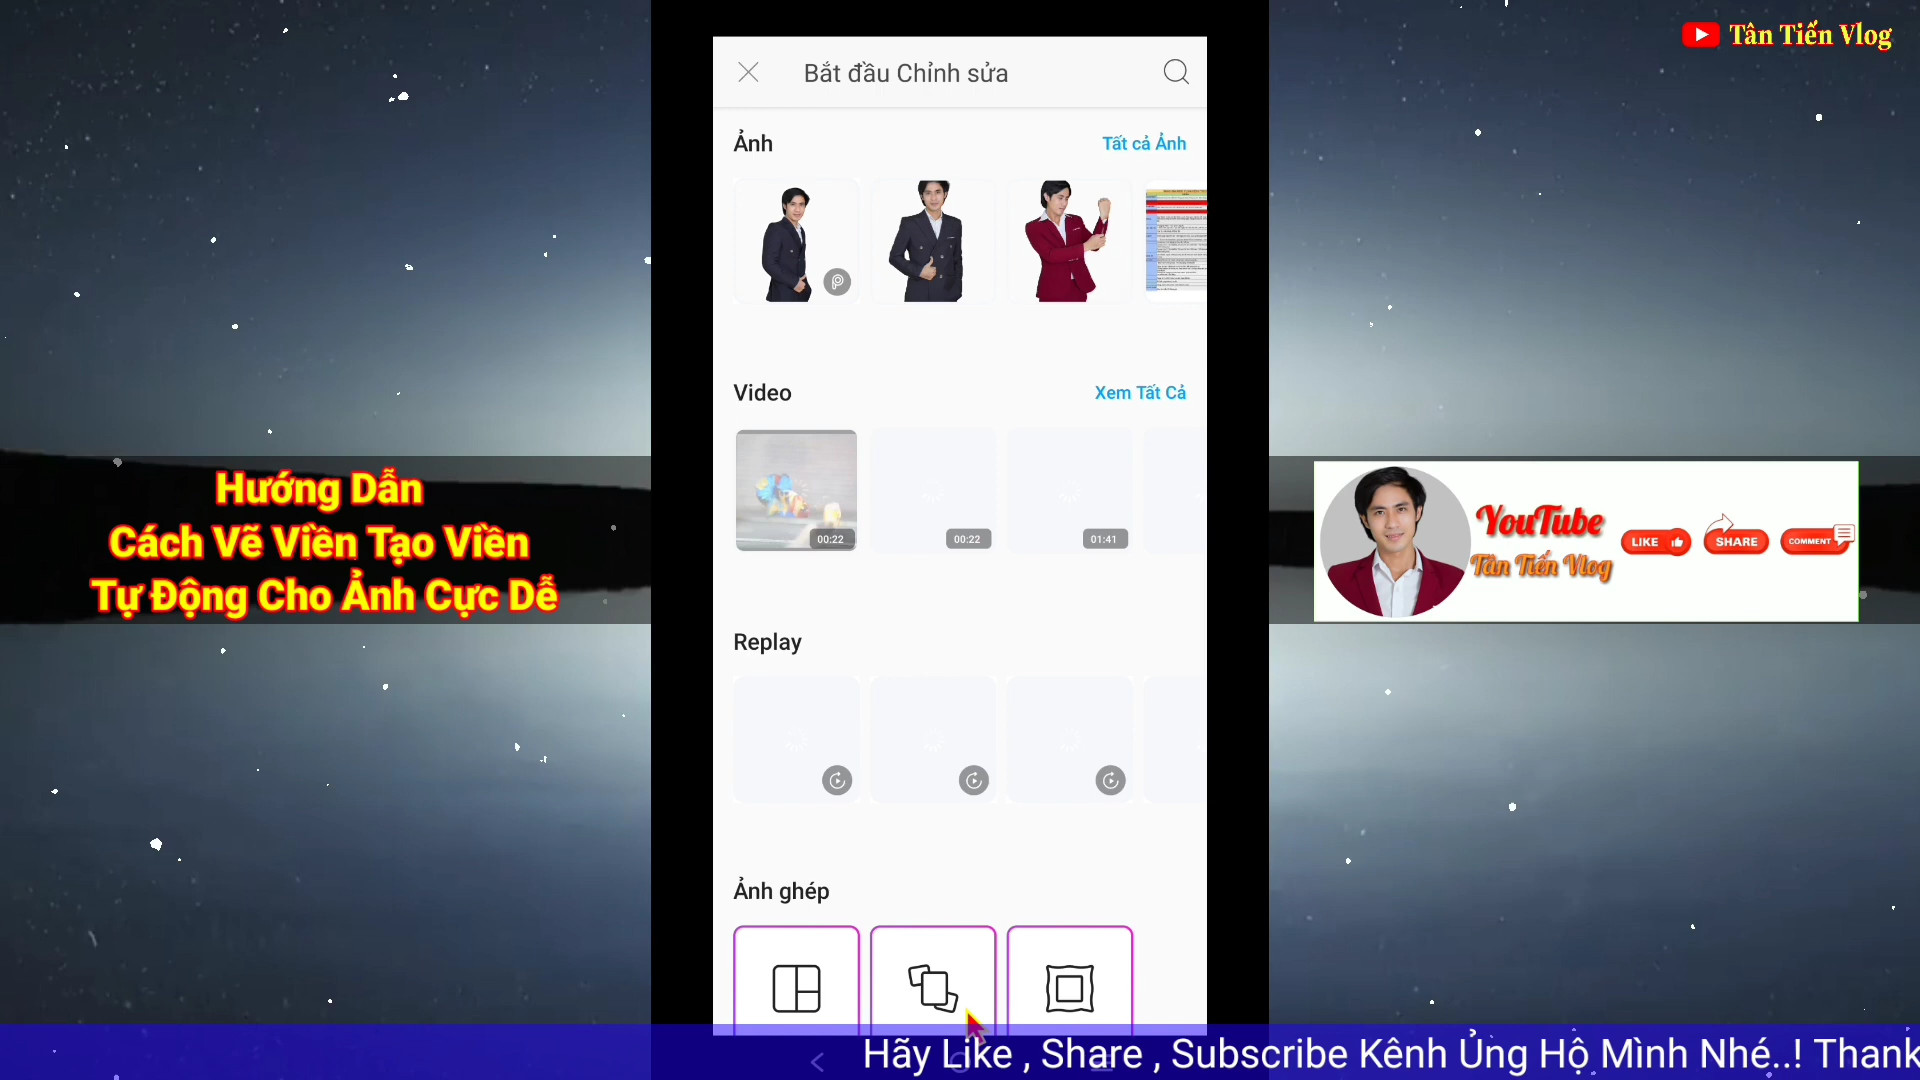 Tân Tiến Vlog
Bắt đầu Chỉnh sửa
Ảnh
Tất cả Ảnh
Video
Xem Tất Cả
00:22
00:22
01:41
Hướng Dẫn
Cách Vẽ Viền Tạo Viền
Tự Động Cho Ảnh Cực Dễ
YouTube
Tân Tiến Vlog
LIKE
SHARE
COMMENT
Replay
Ảnh ghép
Hãy Like , Share , Subscribe Kênh Ủng Hộ Mình Nhé..! Thank